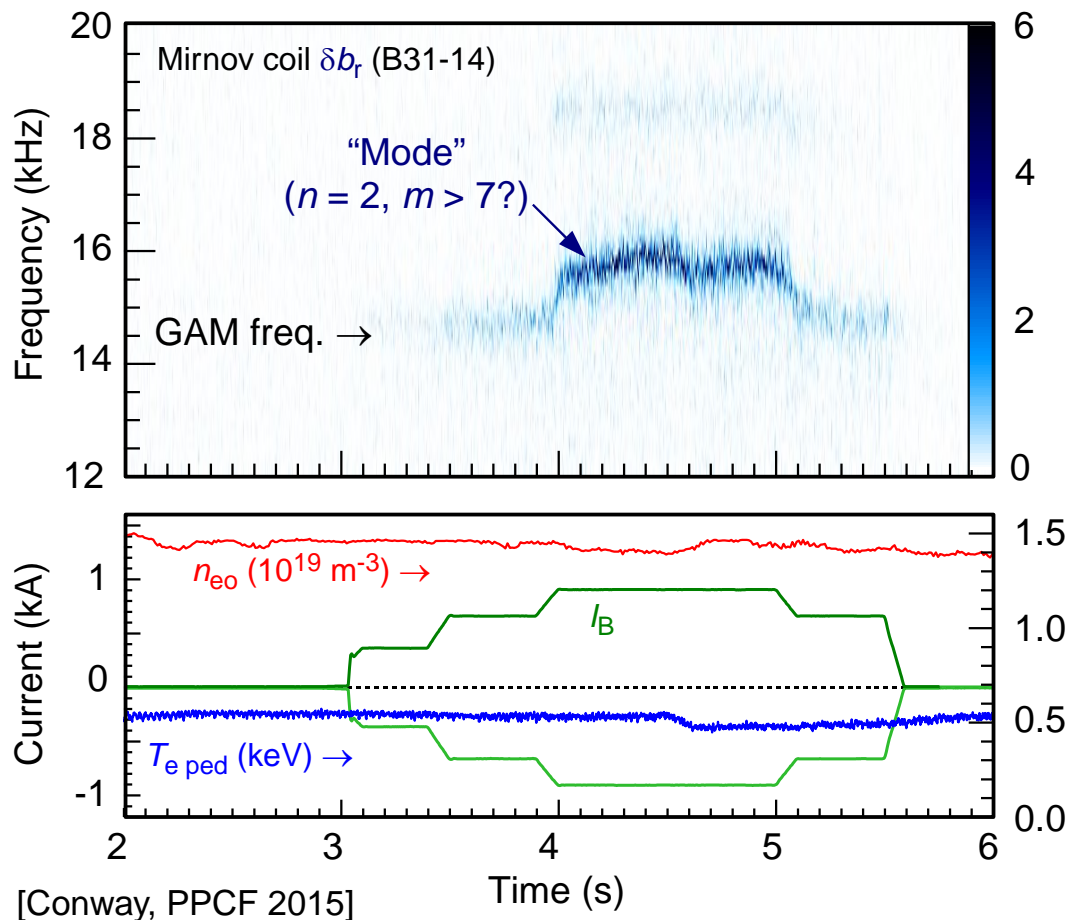 20
6
Mirnov coil δbr (B31-14)
18
4
“Mode”
(n = 2, m > 7?)
Frequency (kHz)
16
2
GAM freq. →
14
12
0
1.5
neo (10^19 m^-3) →
1
IB
1.0
Current (kA)
0
0.5
Te ped (keV) →
-1
0.0
2 3 4 5 6
Time (s)
[Conway, PPCF 2015]